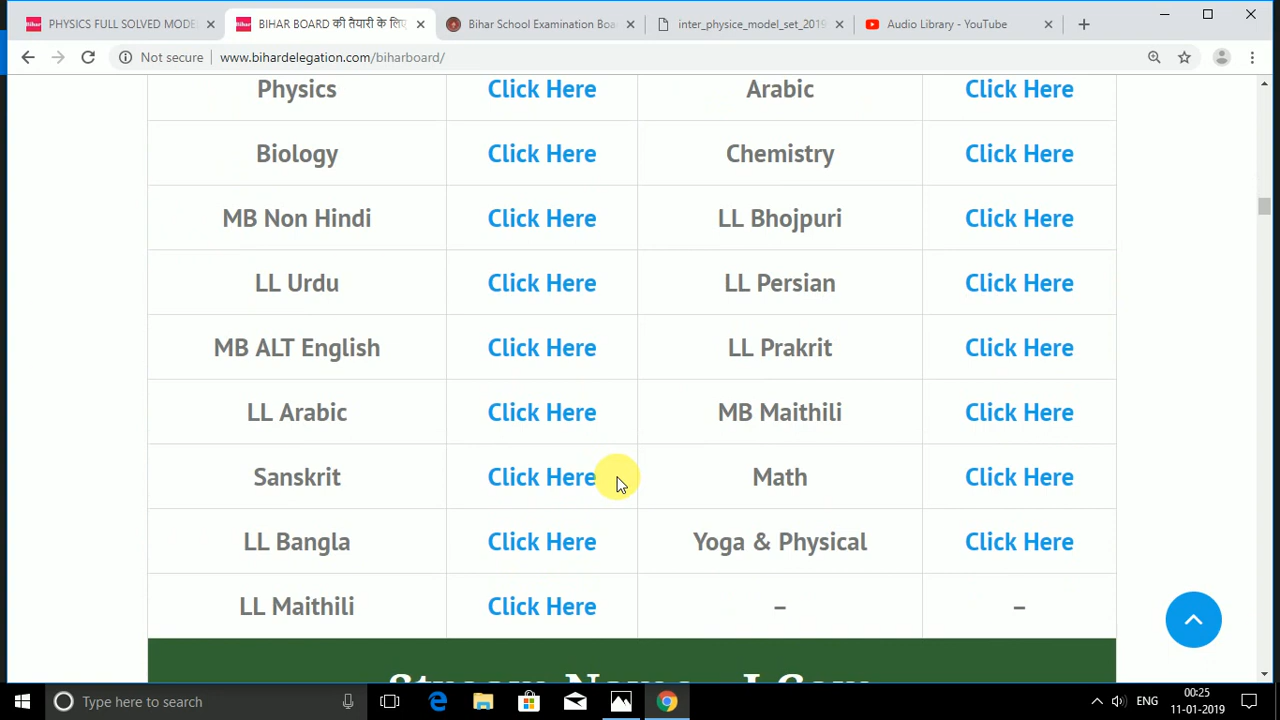 PHYSICS FULL SOLVED MODE
BIHAR BOARD की तैयारी के लिए
Bihar School Examination Boa
inter_physice_model_set_2019
Audio Library - YouTube
Not secure www.bihardelegation.com/biharboard/
Physics Click Here Arabic Click Here
Biology Click Here Chemistry Click Here
MB Non Hindi Click Here LL Bhojpuri Click Here
LL Urdu Click Here LL Persian Click Here
MB ALT English Click Here LL Prakrit Click Here
LL Arabic Click Here MB Maithili Click Here
Sanskrit Click Here Math Click Here
LL Bangla Click Here Yoga & Physical Click Here
LL Maithili Click Here – –
Stream Name – I.Com
Type here to search
ENG
00:25
11-01-2019